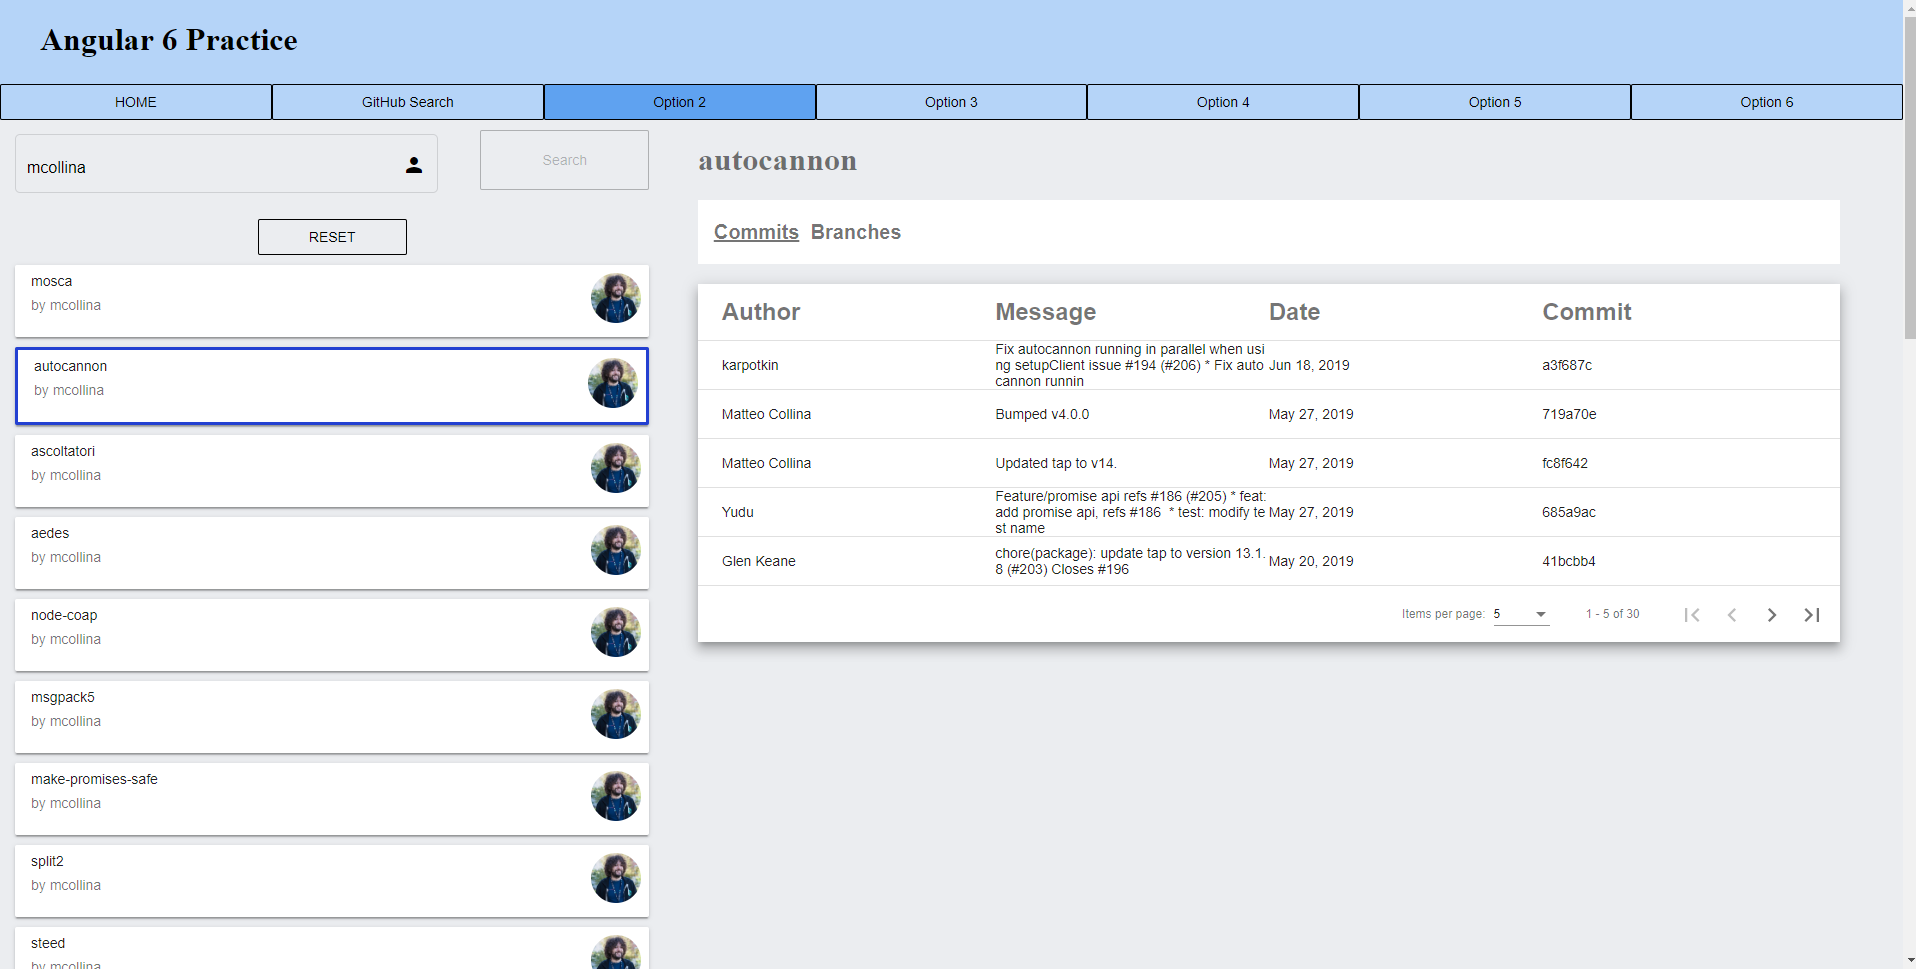 Angular 6 Practice
HOME GitHub Search Option 2 Option 3 Option 4 Option 5 Option 6
mcollina
Search
RESET
mosca
by mcollina
autocannon
by mcollina
ascoltatori
by mcollina
aedes
by mcollina
node-coap
by mcollina
msgpack5
by mcollina
make-promises-safe
by mcollina
split2
by mcollina
steed
by mcollina
autocannon
Commits Branches
Author Message Date Commit
karpotkin
Fix autocannon running in parallel when usi
ng setupClient issue #194 (#206) * Fix auto
cannon runnin
Jun 18, 2019
a3f687c
Matteo Collina Bumped v4.0.0 May 27, 2019 719a70e
Matteo Collina Updated tap to v14. May 27, 2019 fc8f642
Yudu
Feature/promise api refs #186 (#205) * feat:
add promise api, refs #186 * test: modify te
st name
May 27, 2019
685a9ac
Glen Keane
chore(package): update tap to version 13.1.
8 (#203) Closes #196
May 20, 2019
41bcbb4
Items per page: 5 1 - 5 of 30